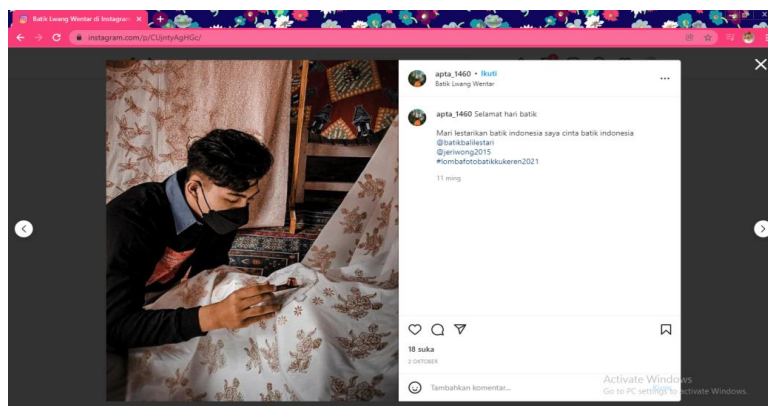 Batik Lwang Wentar di Instagram
instagram.com/p/CUjntyAgHGc/
apta_1460 • Ikuti
Batik Lwang Wentar
apta_1460 Selamat hari batik
Mari lestarikan batik indonesia saya cinta batik indonesia
@batikbalilestari
@jeriwong2015
#lombafotobatikkukeren2021
11 ming
18 suka
2 OKTOBER
Tambahkan komentar...
Activate Windows
Go to PC settings to activate Windows.